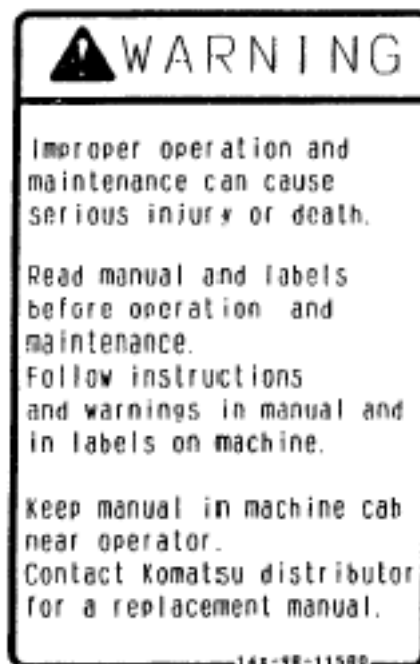 WARNING
Improper operation and
maintenance can cause
serious injury or death.
Read manual and labels
before operation and
maintenance.
Follow instructions
and warnings in manual and
in labels on machine.
Keep manual in machine cab
near operator.
Contact Komatsu distributor
for a replacement manual.